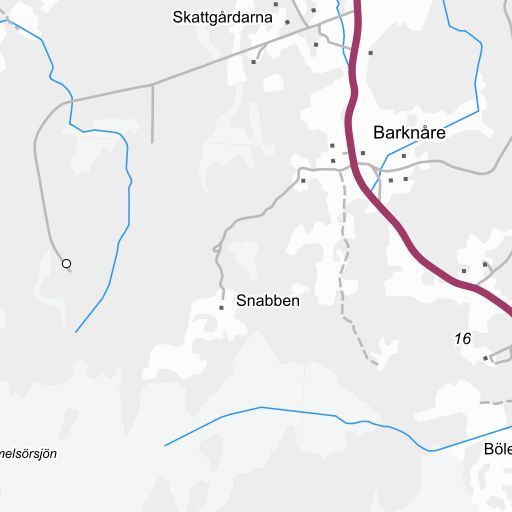 Skattgårdarna
Barknåre
Snabben
16
melsörsjön
Böle